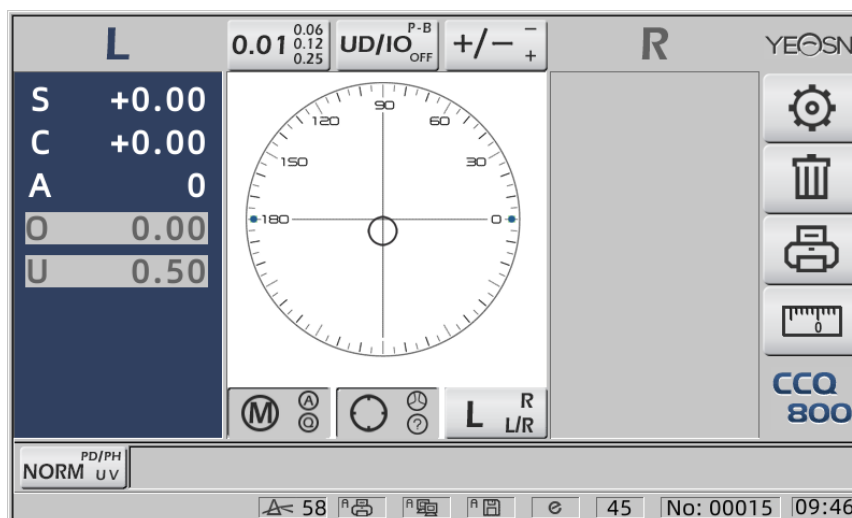 L
0.01 0.06
0.12
0.25
UD/IO P-B
OFF
+/− −
+
R
YEOSN
S +0.00
C +0.00
A 0
O 0.00
U 0.50
90
120 60
150 30
180 0
0
M A
Q
?
L R
L/R
CCQ
800
NORM PD/PH
UV
58 A A A e 45 No: 00015 09:46